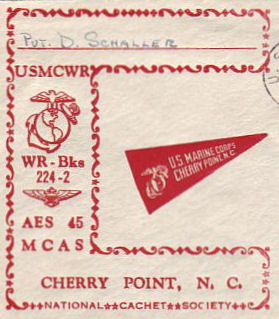 Pvt. D. SCHALLER
USMCWR
WR-Bks
224-2
AES 45
MCAS
U.S. MARINE CORPS
CHERRY POINT, N.C.
CHERRY POINT, N. C.
++NATIONAL★★CACHET★★SOCIETY++